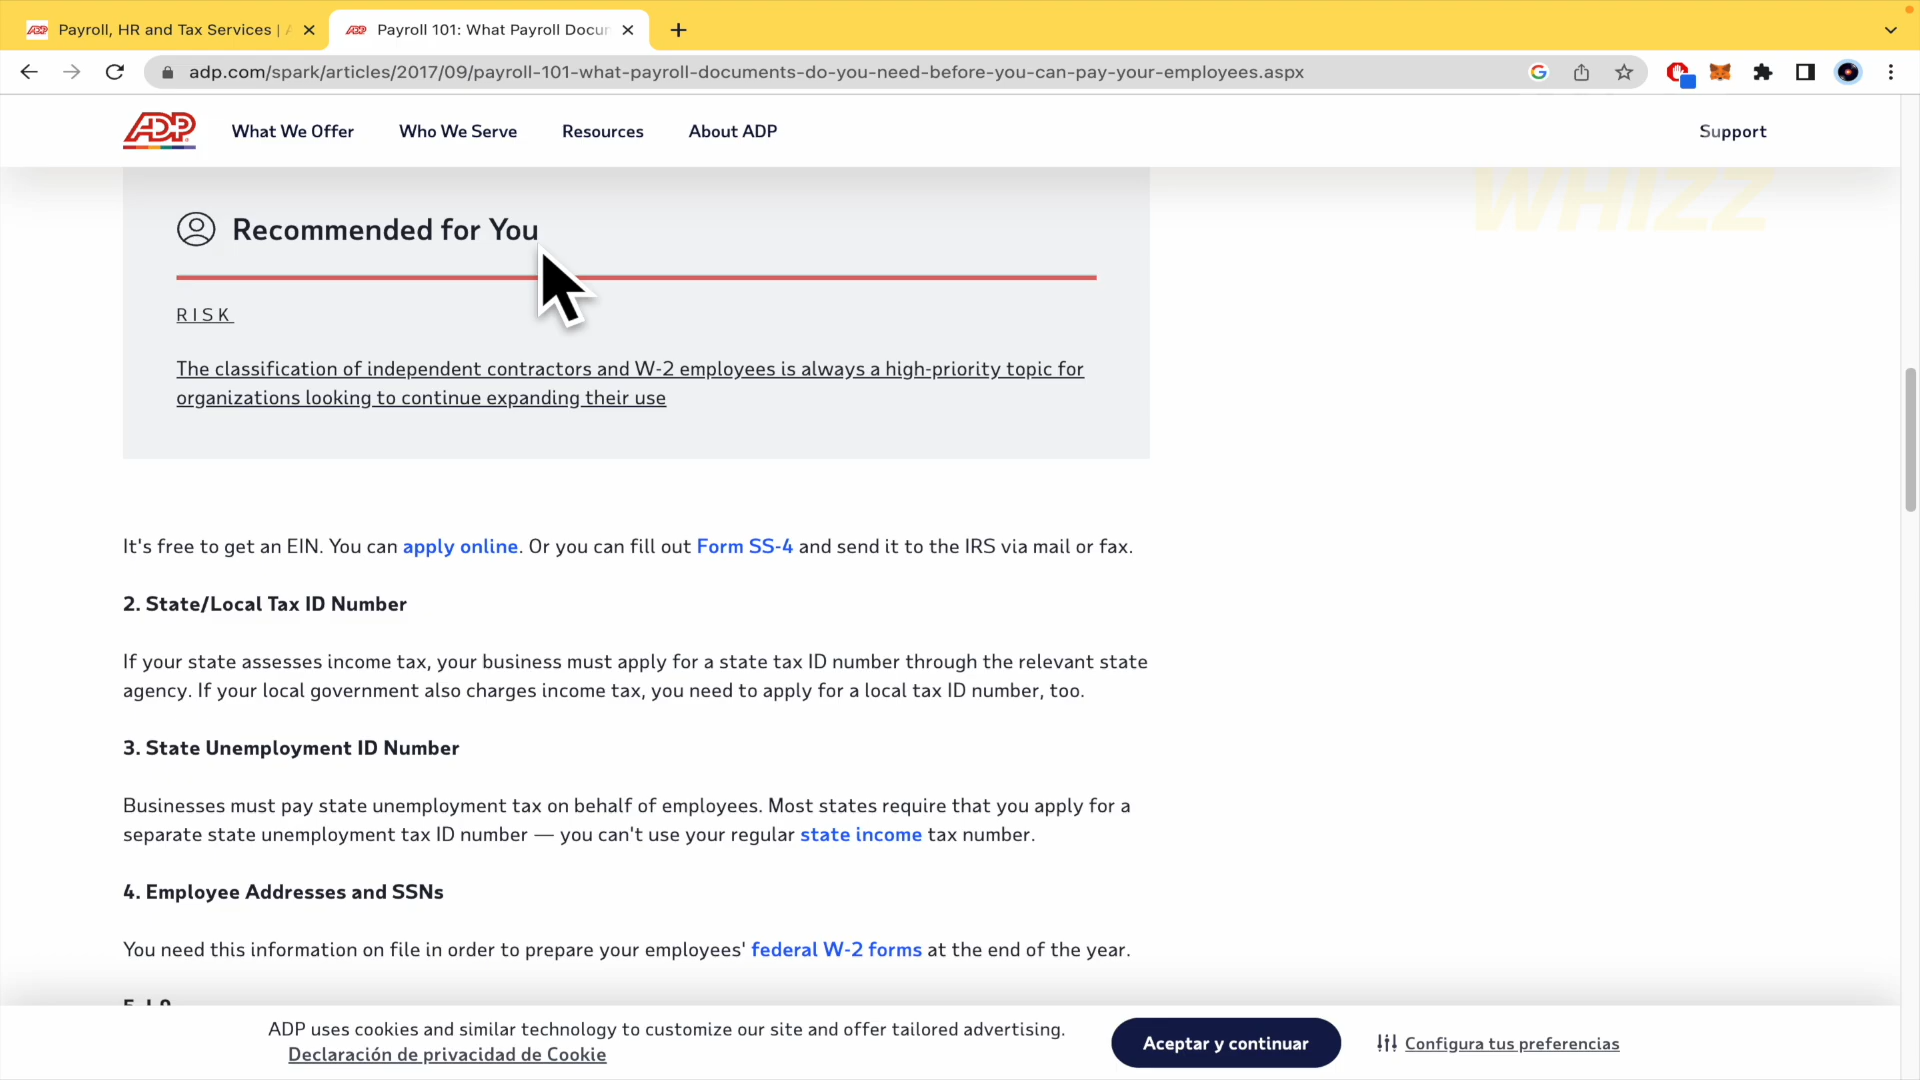 Payroll, HR and Tax Services |
Payroll 101: What Payroll Docu
adp.com/spark/articles/2017/09/payroll-101-what-payroll-documents-do-you-need-before-you-can-pay-your-employees.aspx
ADP
What We Offer
Who We Serve
Resources
About ADP
Support
WHIZZ
Recommended for You
RISK
The classification of independent contractors and W-2 employees is always a high-priority topic for
organizations looking to continue expanding their use
It's free to get an EIN. You can apply online. Or you can fill out Form SS-4 and send it to the IRS via mail or fax.
2. State/Local Tax ID Number
If your state assesses income tax, your business must apply for a state tax ID number through the relevant state
agency. If your local government also charges income tax, you need to apply for a local tax ID number, too.
3. State Unemployment ID Number
Businesses must pay state unemployment tax on behalf of employees. Most states require that you apply for a
separate state unemployment tax ID number — you can't use your regular state income tax number.
4. Employee Addresses and SSNs
You need this information on file in order to prepare your employees' federal W-2 forms at the end of the year.
5. I-9
ADP uses cookies and similar technology to customize our site and offer tailored advertising.
Declaración de privacidad de Cookie
Aceptar y continuar
Configura tus preferencias